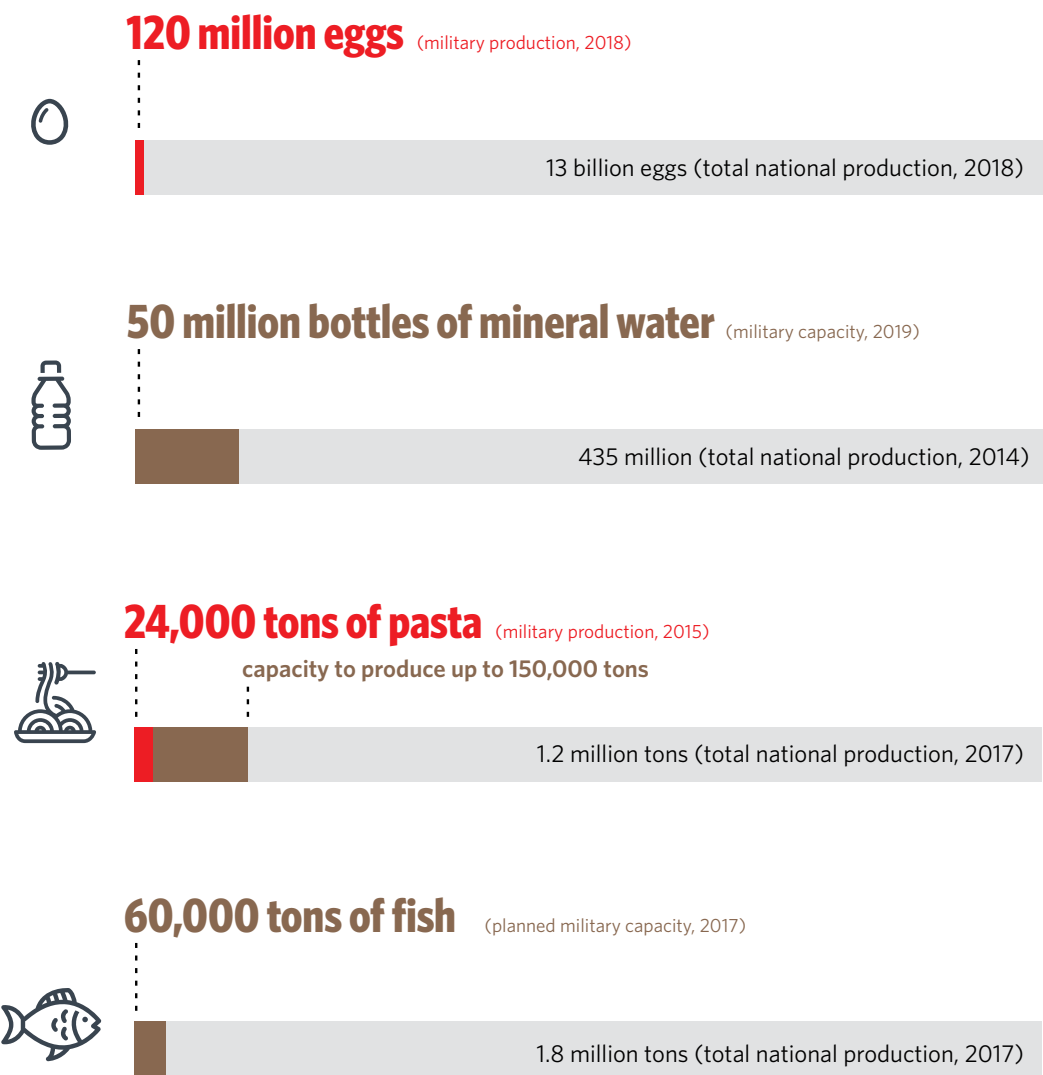 120 million eggs (military production, 2018)
13 billion eggs (total national production, 2018)
50 million bottles of mineral water (military capacity, 2019)
435 million (total national production, 2014)
24,000 tons of pasta (military production, 2015)
capacity to produce up to 150,000 tons
1.2 million tons (total national production, 2017)
60,000 tons of fish (planned military capacity, 2017)
1.8 million tons (total national production, 2017)